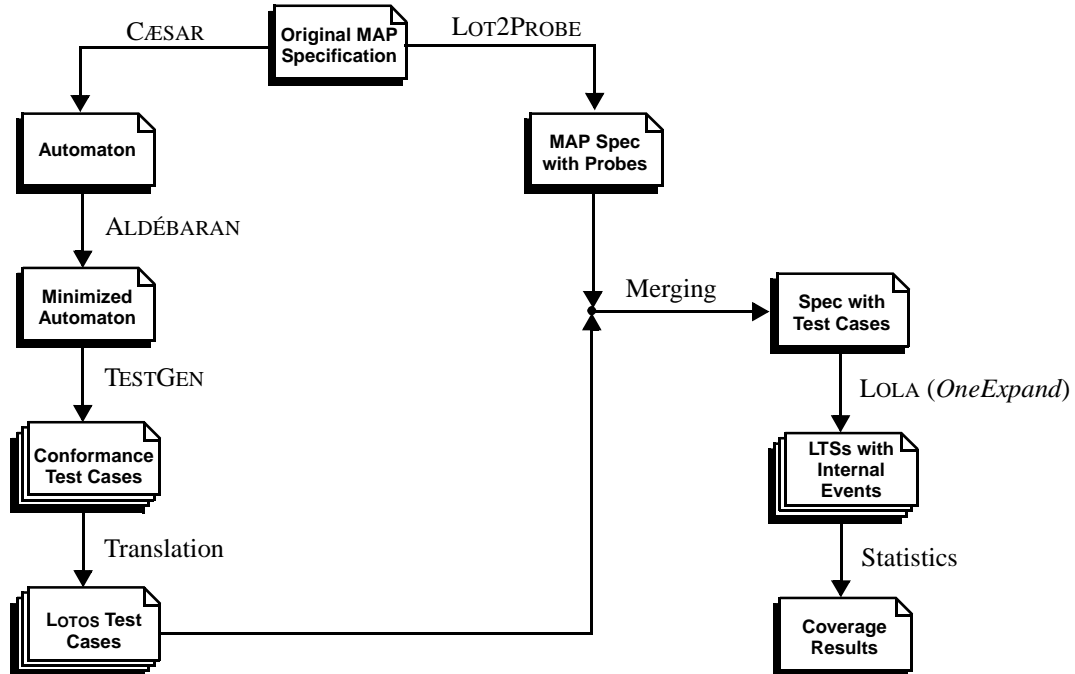 CÆSAR
Original MAP
Specification
LOT2PROBE
Automaton
MAP Spec
with Probes
ALDÉBARAN
Minimized
Automaton
Merging
Spec with
Test Cases
TESTGEN
LOLA (OneExpand)
Conformance
Test Cases
LTSs with
Internal
Events
Translation
Statistics
LOTOS Test
Cases
Coverage
Results